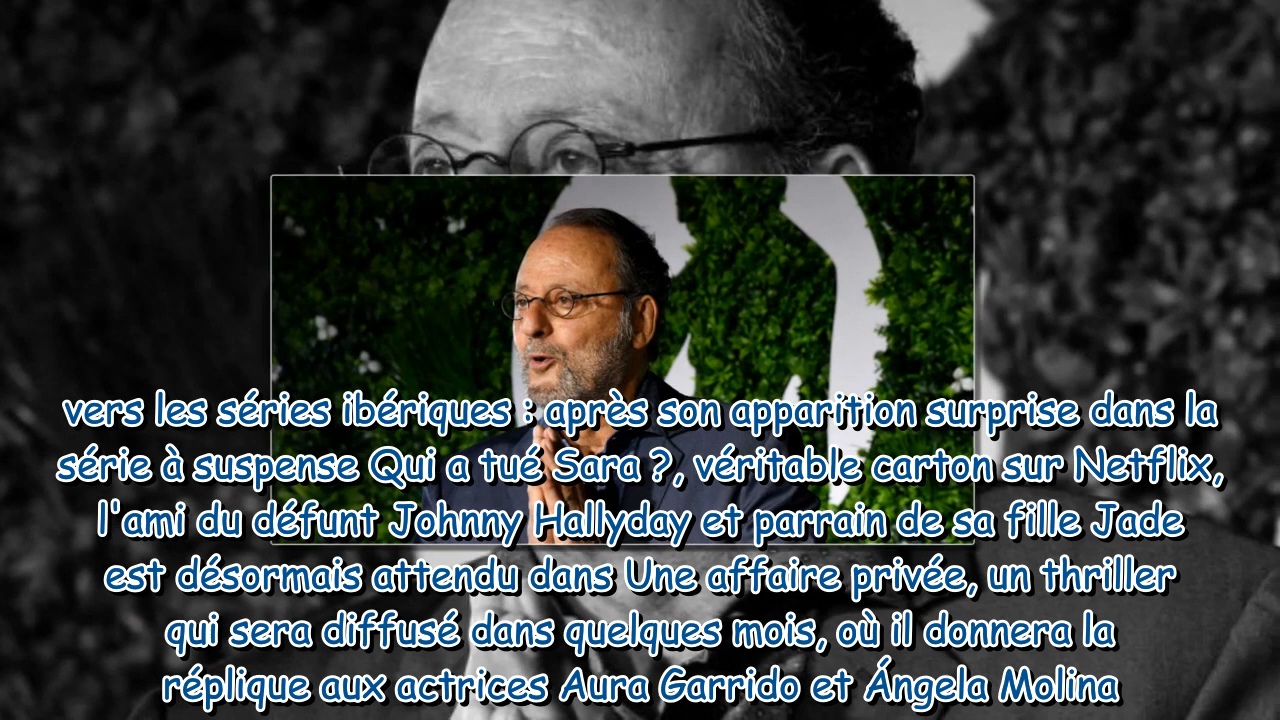 vers les séries ibériques : après son apparition surprise dans la
série à suspense Qui a tué Sara ?, véritable carton sur Netflix,
l'ami du défunt Johnny Hallyday et parrain de sa fille Jade
est désormais attendu dans Une affaire privée, un thriller
qui sera diffusé dans quelques mois, où il donnera la
réplique aux actrices Aura Garrido et Ángela Molina